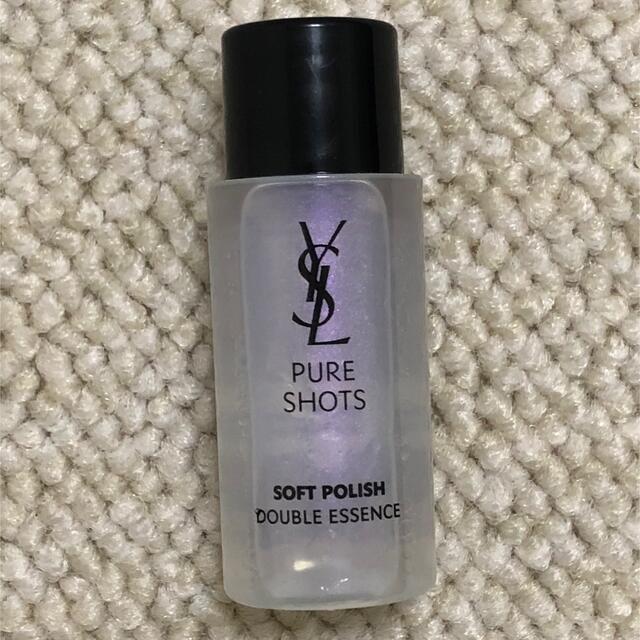 YSL
PURE
SHOTS
SOFT POLISH
DOUBLE ESSENCE